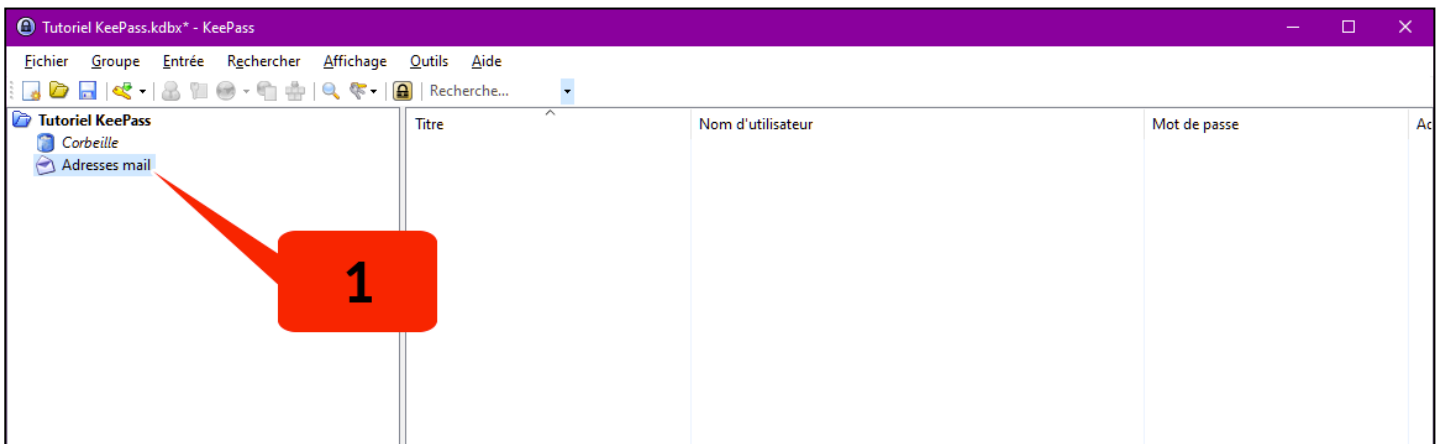 Tutoriel KeePass.kdbx* - KeePass
Fichier Groupe Entrée Rechercher Affichage Outils Aide
Recherche...
Tutoriel KeePass
Titre Nom d'utilisateur Mot de passe Ad
Corbeille
Adresses mail
1